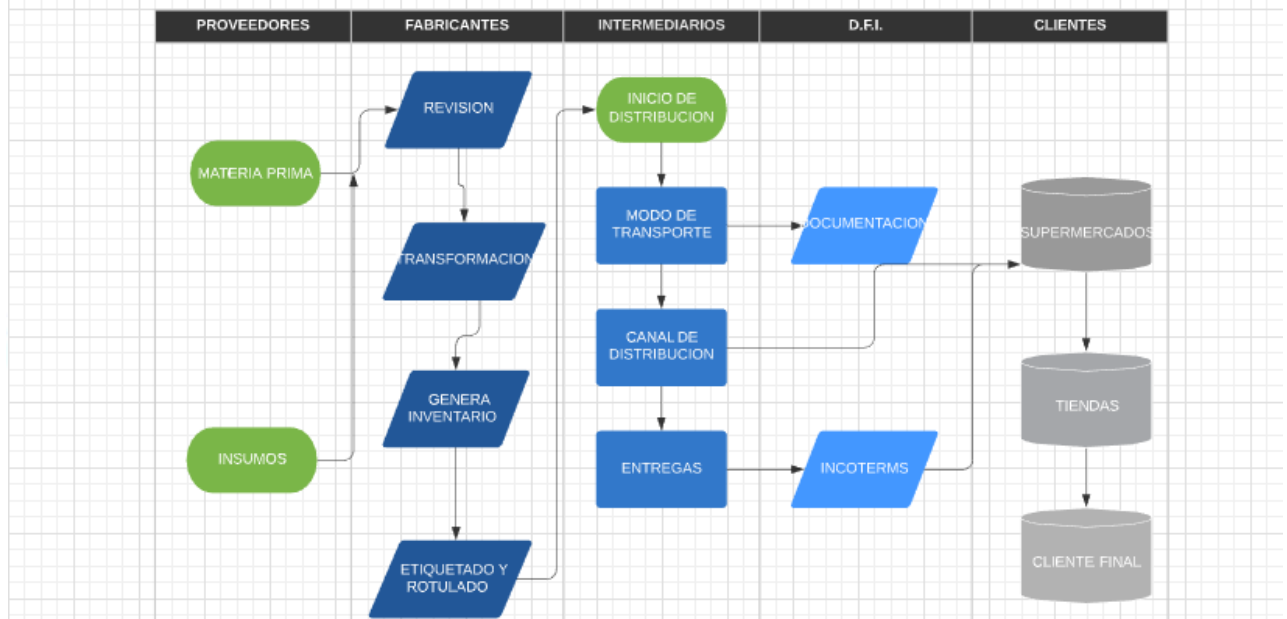 PROVEEDORES
FABRICANTES
INTERMEDIARIOS
D.F.I.
CLIENTES
MATERIA PRIMA
INSUMOS
REVISION
TRANSFORMACION
GENERA
INVENTARIO
ETIQUETADO Y
ROTULADO
INICIO DE
DISTRIBUCION
MODO DE
TRANSPORTE
CANAL DE
DISTRIBUCION
ENTREGAS
DOCUMENTACION
INCOTERMS
SUPERMERCADOS
TIENDAS
CLIENTE FINAL